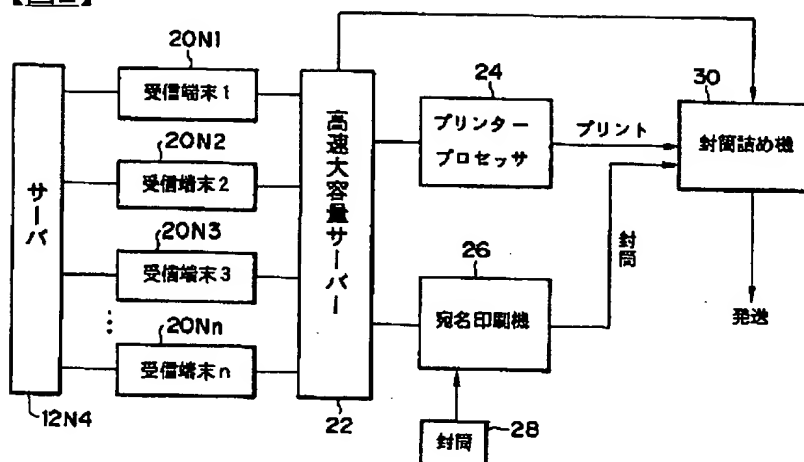 20N1
受信端末1
20N2
受信端末2
20N3
受信端末3
20Nn
受信端末n
サーバ
12N4
高速大容量サーバー
22
24
プリンター
プロセッサ
プリント
26
宛名印刷機
封筒
28
封筒
30
封筒詰め機
発送